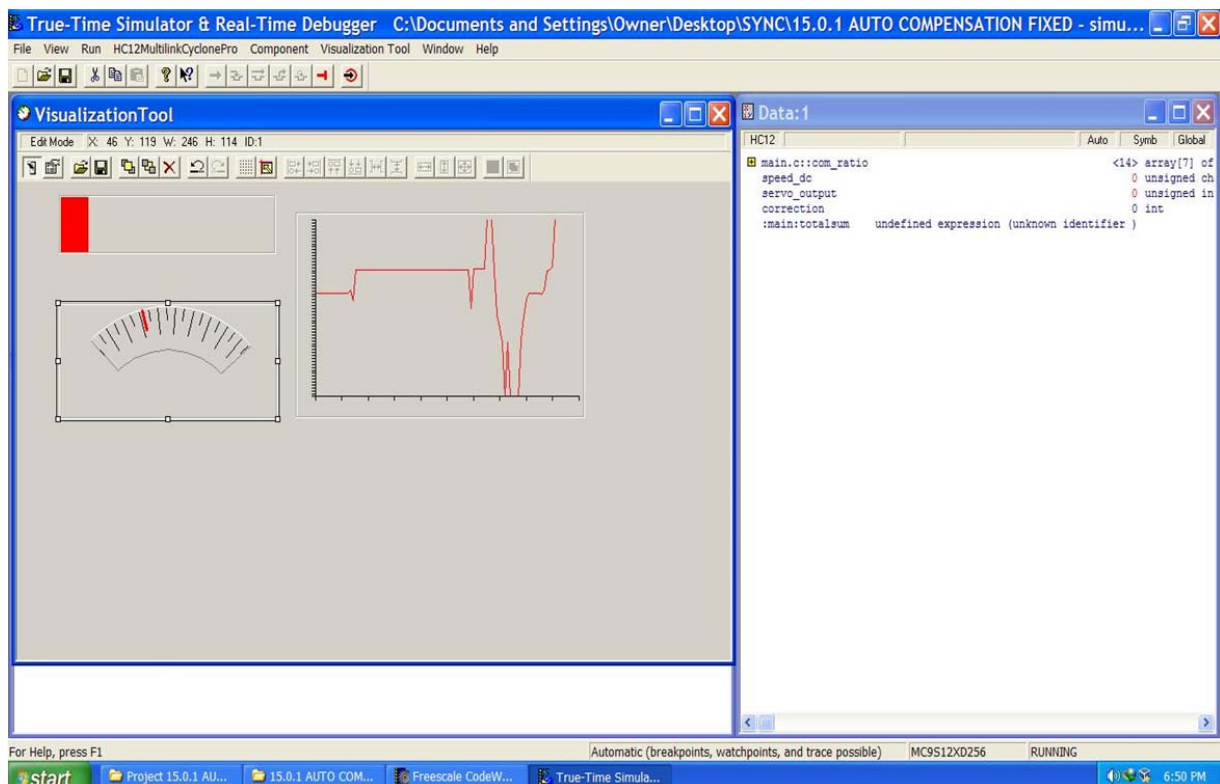 True-Time Simulator & Real-Time Debugger C:\Documents and Settings\Owner\Desktop\SYNC\15.0.1 AUTO COMPENSATION FIXED - simu...
File View Run HC12MultilinkCyclonePro Component Visualization Tool Window Help
VisualizationTool
Edit Mode X: 46 Y: 119 W: 246 H: 114 ID:1
Data:1
HC12 Auto Symb Global
main.c::com_ratio <14> array[7] of
speed_dc 0 unsigned ch
servo_output 0 unsigned in
correction 0 int
:main:totalsum undefined expression (unknown identifier )
For Help, press F1 Automatic (breakpoints, watchpoints, and trace possible) MC9S12XD256 RUNNING
start Project 15.0.1 AU... 15.0.1 AUTO COM... Freescale CodeW... True-Time Simula... 6:50 PM